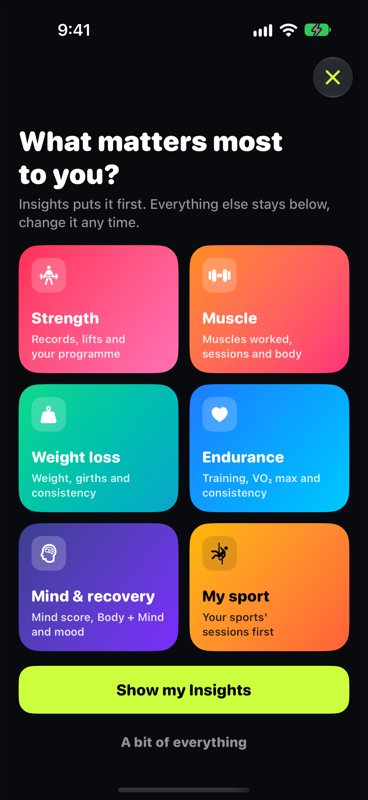 9:41
What matters most
to you?
Insights puts it first. Everything else stays below,
change it any time.
Strength
Records, lifts and
your programme
Muscle
Muscles worked,
sessions and body
Weight loss
Weight, girths and
consistency
Endurance
Training, VO₂ max and
consistency
Mind & recovery
Mind score, Body + Mind
and mood
My sport
Your sports'
sessions first
Show my Insights
A bit of everything